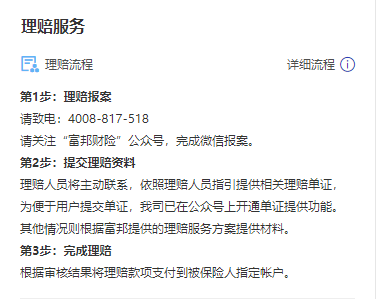 理赔服务
理赔流程 详细流程
第1步：理赔报案
请致电：4008-817-518
请关注“富邦财险”公众号，完成微信报案。
第2步：提交理赔资料
理赔人员将主动联系，依照理赔人员指引提供相关理赔单证，
为便于用户提交单证，我司已在公众号上开通单证提供功能。
其他情况则根据富邦提供的理赔服务方案提供材料。
第3步：完成理赔
根据审核结果将理赔款项支付到被保险人指定帐户。